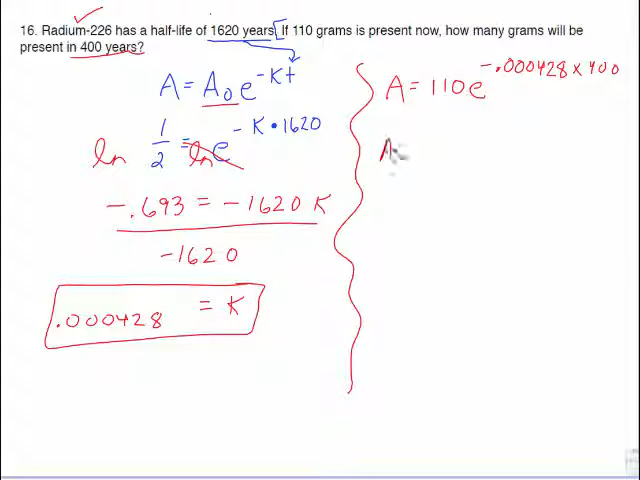 16. Radium-226 has a half-life of 1620 years. If 110 grams is present now, how many grams will be
present in 400 years?
A = A₀e^(-Kt)
ln 1/2 = ln e^(-K•1620)
-.693 = -1620 K
-1620
.000428 = K
A = 110e^(-.000428×400)
A=